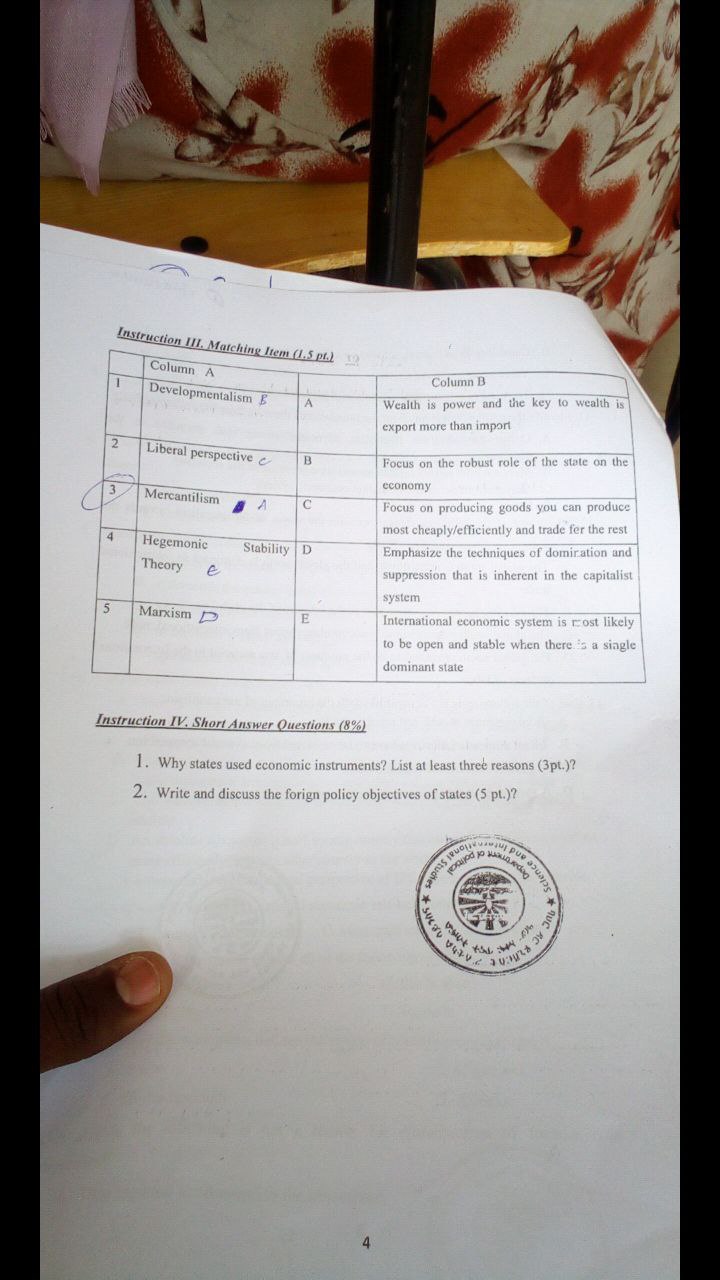 Instruction III. Matching Item (1.5 pt.)
Column A
Column B
1
Developmentalism B
A
Wealth is power and the key to wealth is
export more than import
2
Liberal perspective C
B
Focus on the robust role of the state on the
economy
3
Mercantilism A
C
Focus on producing goods you can produce
most cheaply/efficiently and trade fer the rest
4
Hegemonic Stability
Theory e
D
Emphasize the techniques of domination and
suppression that is inherent in the capitalist
system
5
Marxism D
E
International economic system is most likely
to be open and stable when there is a single
dominant state
Instruction IV. Short Answer Questions (8%)
1. Why states used economic instruments? List at least three reasons (3pt.)?
2. Write and discuss the forign policy objectives of states (5 pt.)?
Department of political
Science and International Studies
4